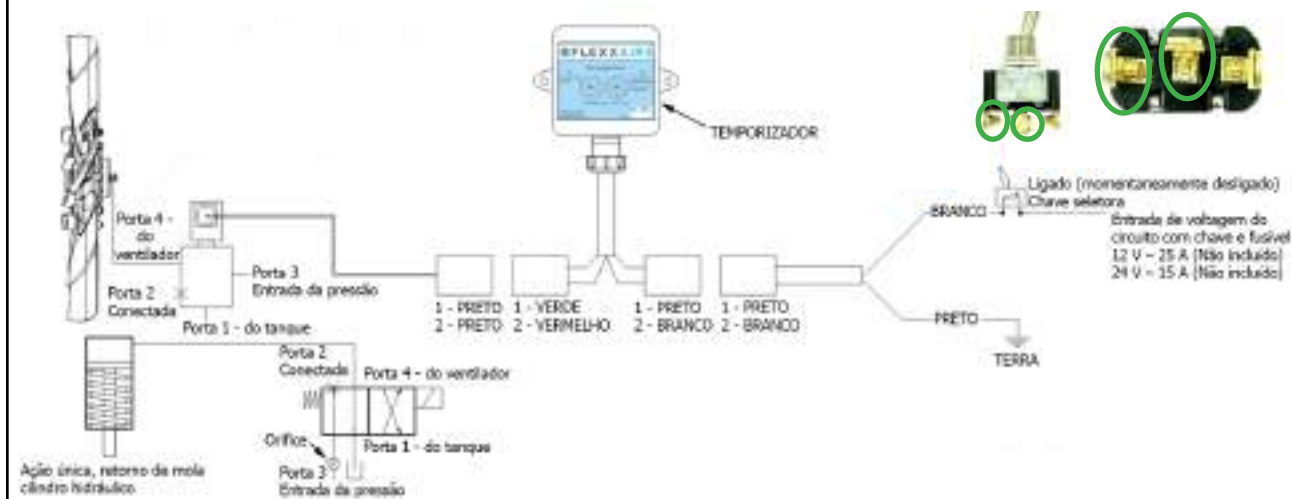 FLEXXAIRE
TEMPORIZADOR
Porta 4 -
do
ventilador
Porta 3
Entrada da pressão
Porta 2
Conectada
Porta 1 - do tanque
1 - PRETO
2 - PRETO
1 - VERDE
2 - VERMELHO
1 - PRETO
2 - BRANCO
1 - PRETO
2 - BRANCO
BRANCO
Ligado (momentaneamente desligado)
Chave seletora
Entrada de voltagem do
circuito com chave e fusível
12 V - 25 A (Não incluído)
24 V - 15 A (Não incluído)
PRETO
TERRA
Porta 2
Conectada
Porta 4 - do ventilador
Orifice
Porta 1 - do tanque
Porta 3
Entrada da pressão
Ação única, retorno de mola
cilindro hidráulico